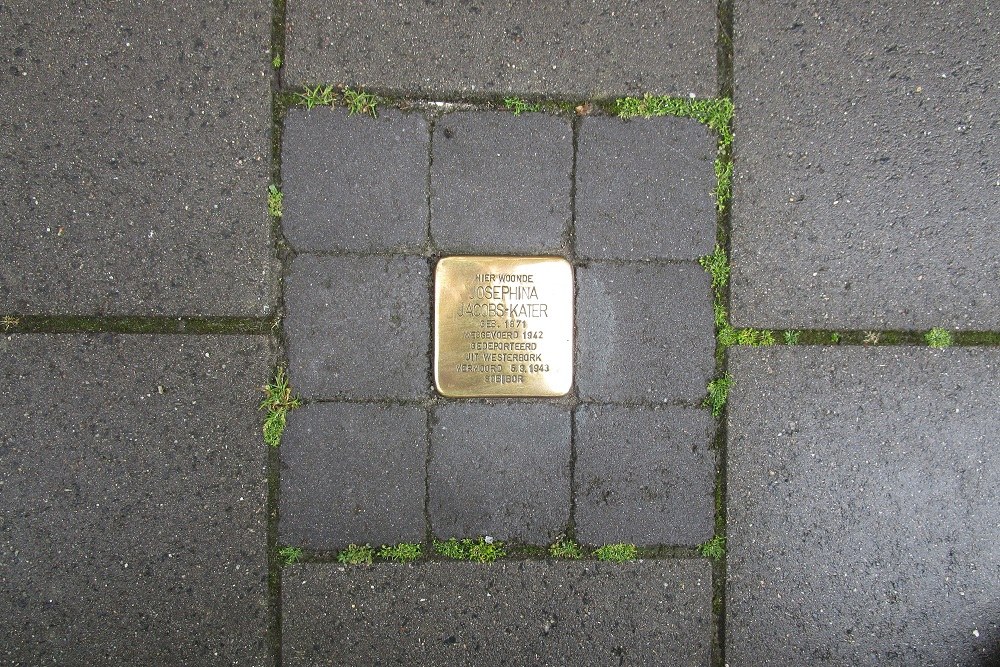 HIER WOONDE
JOSEPHINA
JACOBS-KATER
GEB. 1871
WEGGEVOERD 1942
GEDEPORTEERD
UIT WESTERBORK
VERMOORD 5.3.1943
SOBIBOR